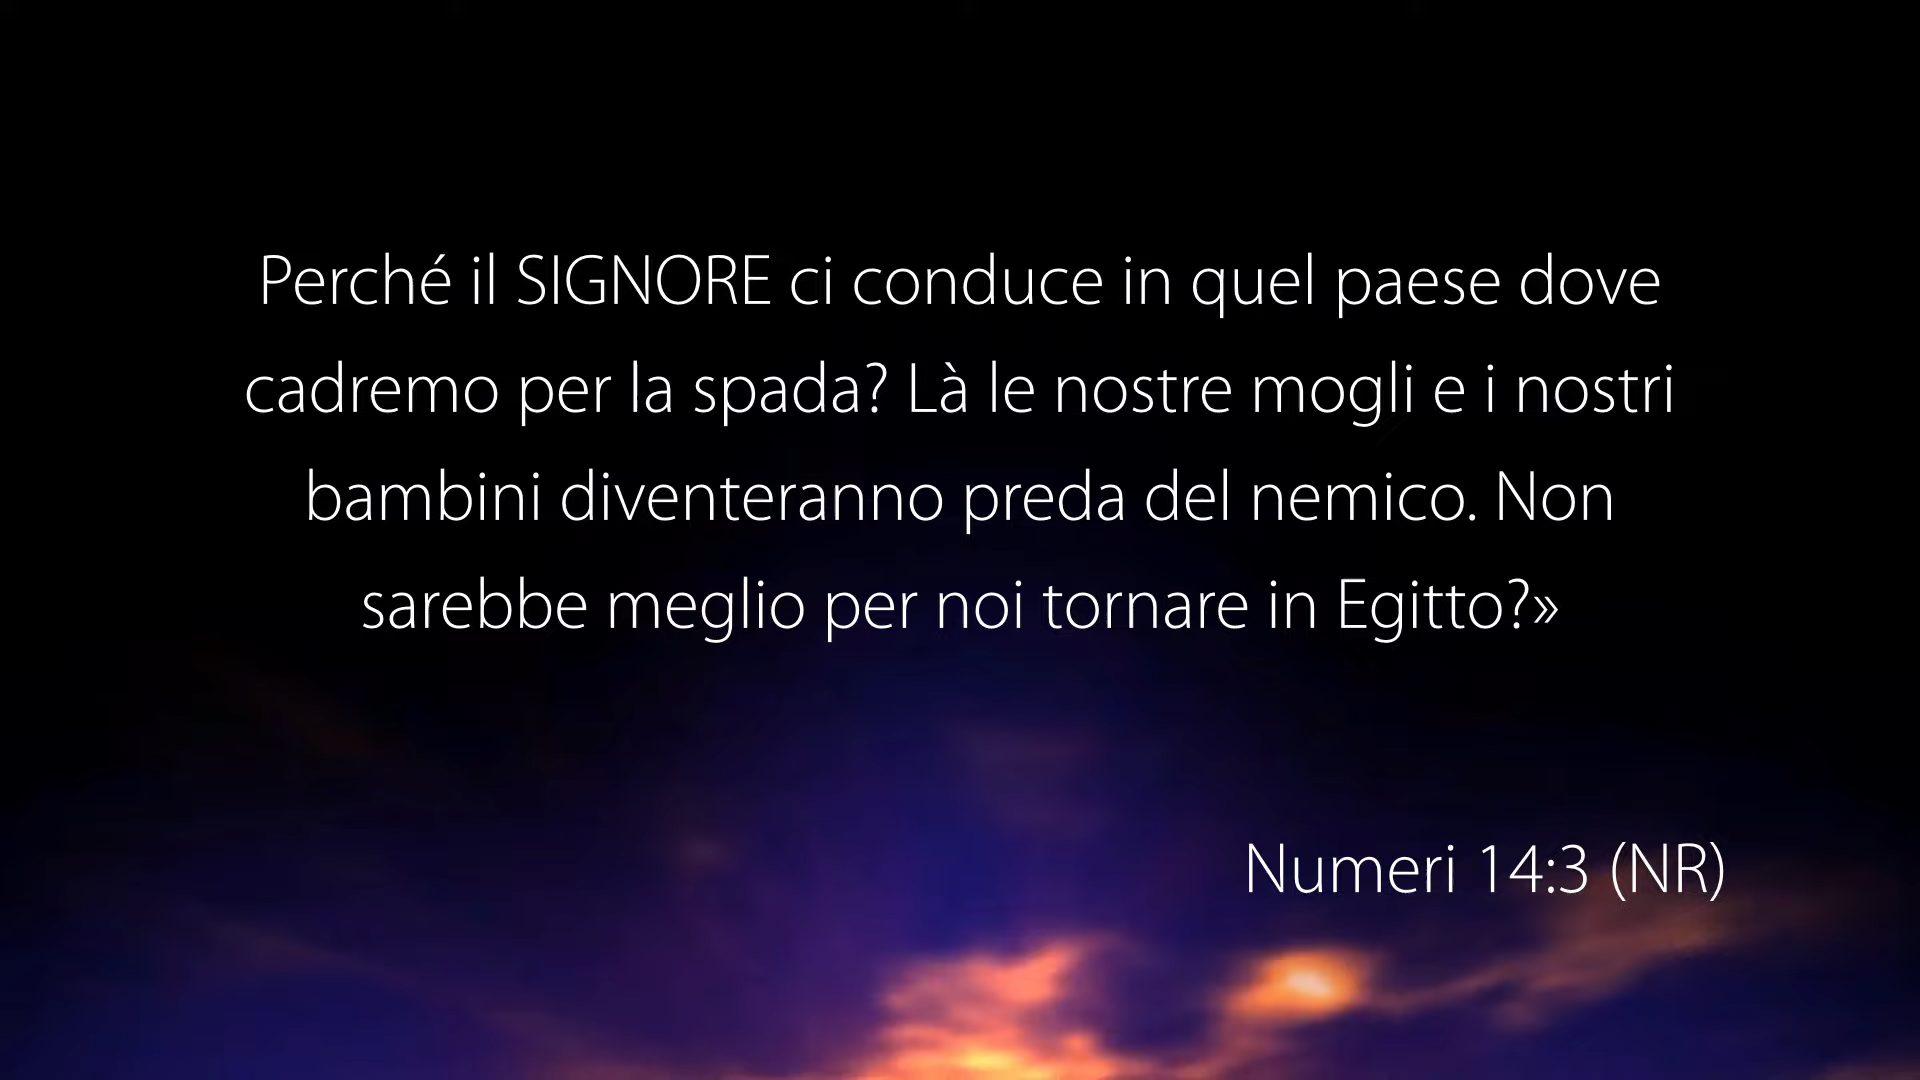 Perché il SIGNORE ci conduce in quel paese dove
cadremo per la spada? Là le nostre mogli e i nostri
bambini diventeranno preda del nemico. Non
sarebbe meglio per noi tornare in Egitto?»
Numeri 14:3 (NR)